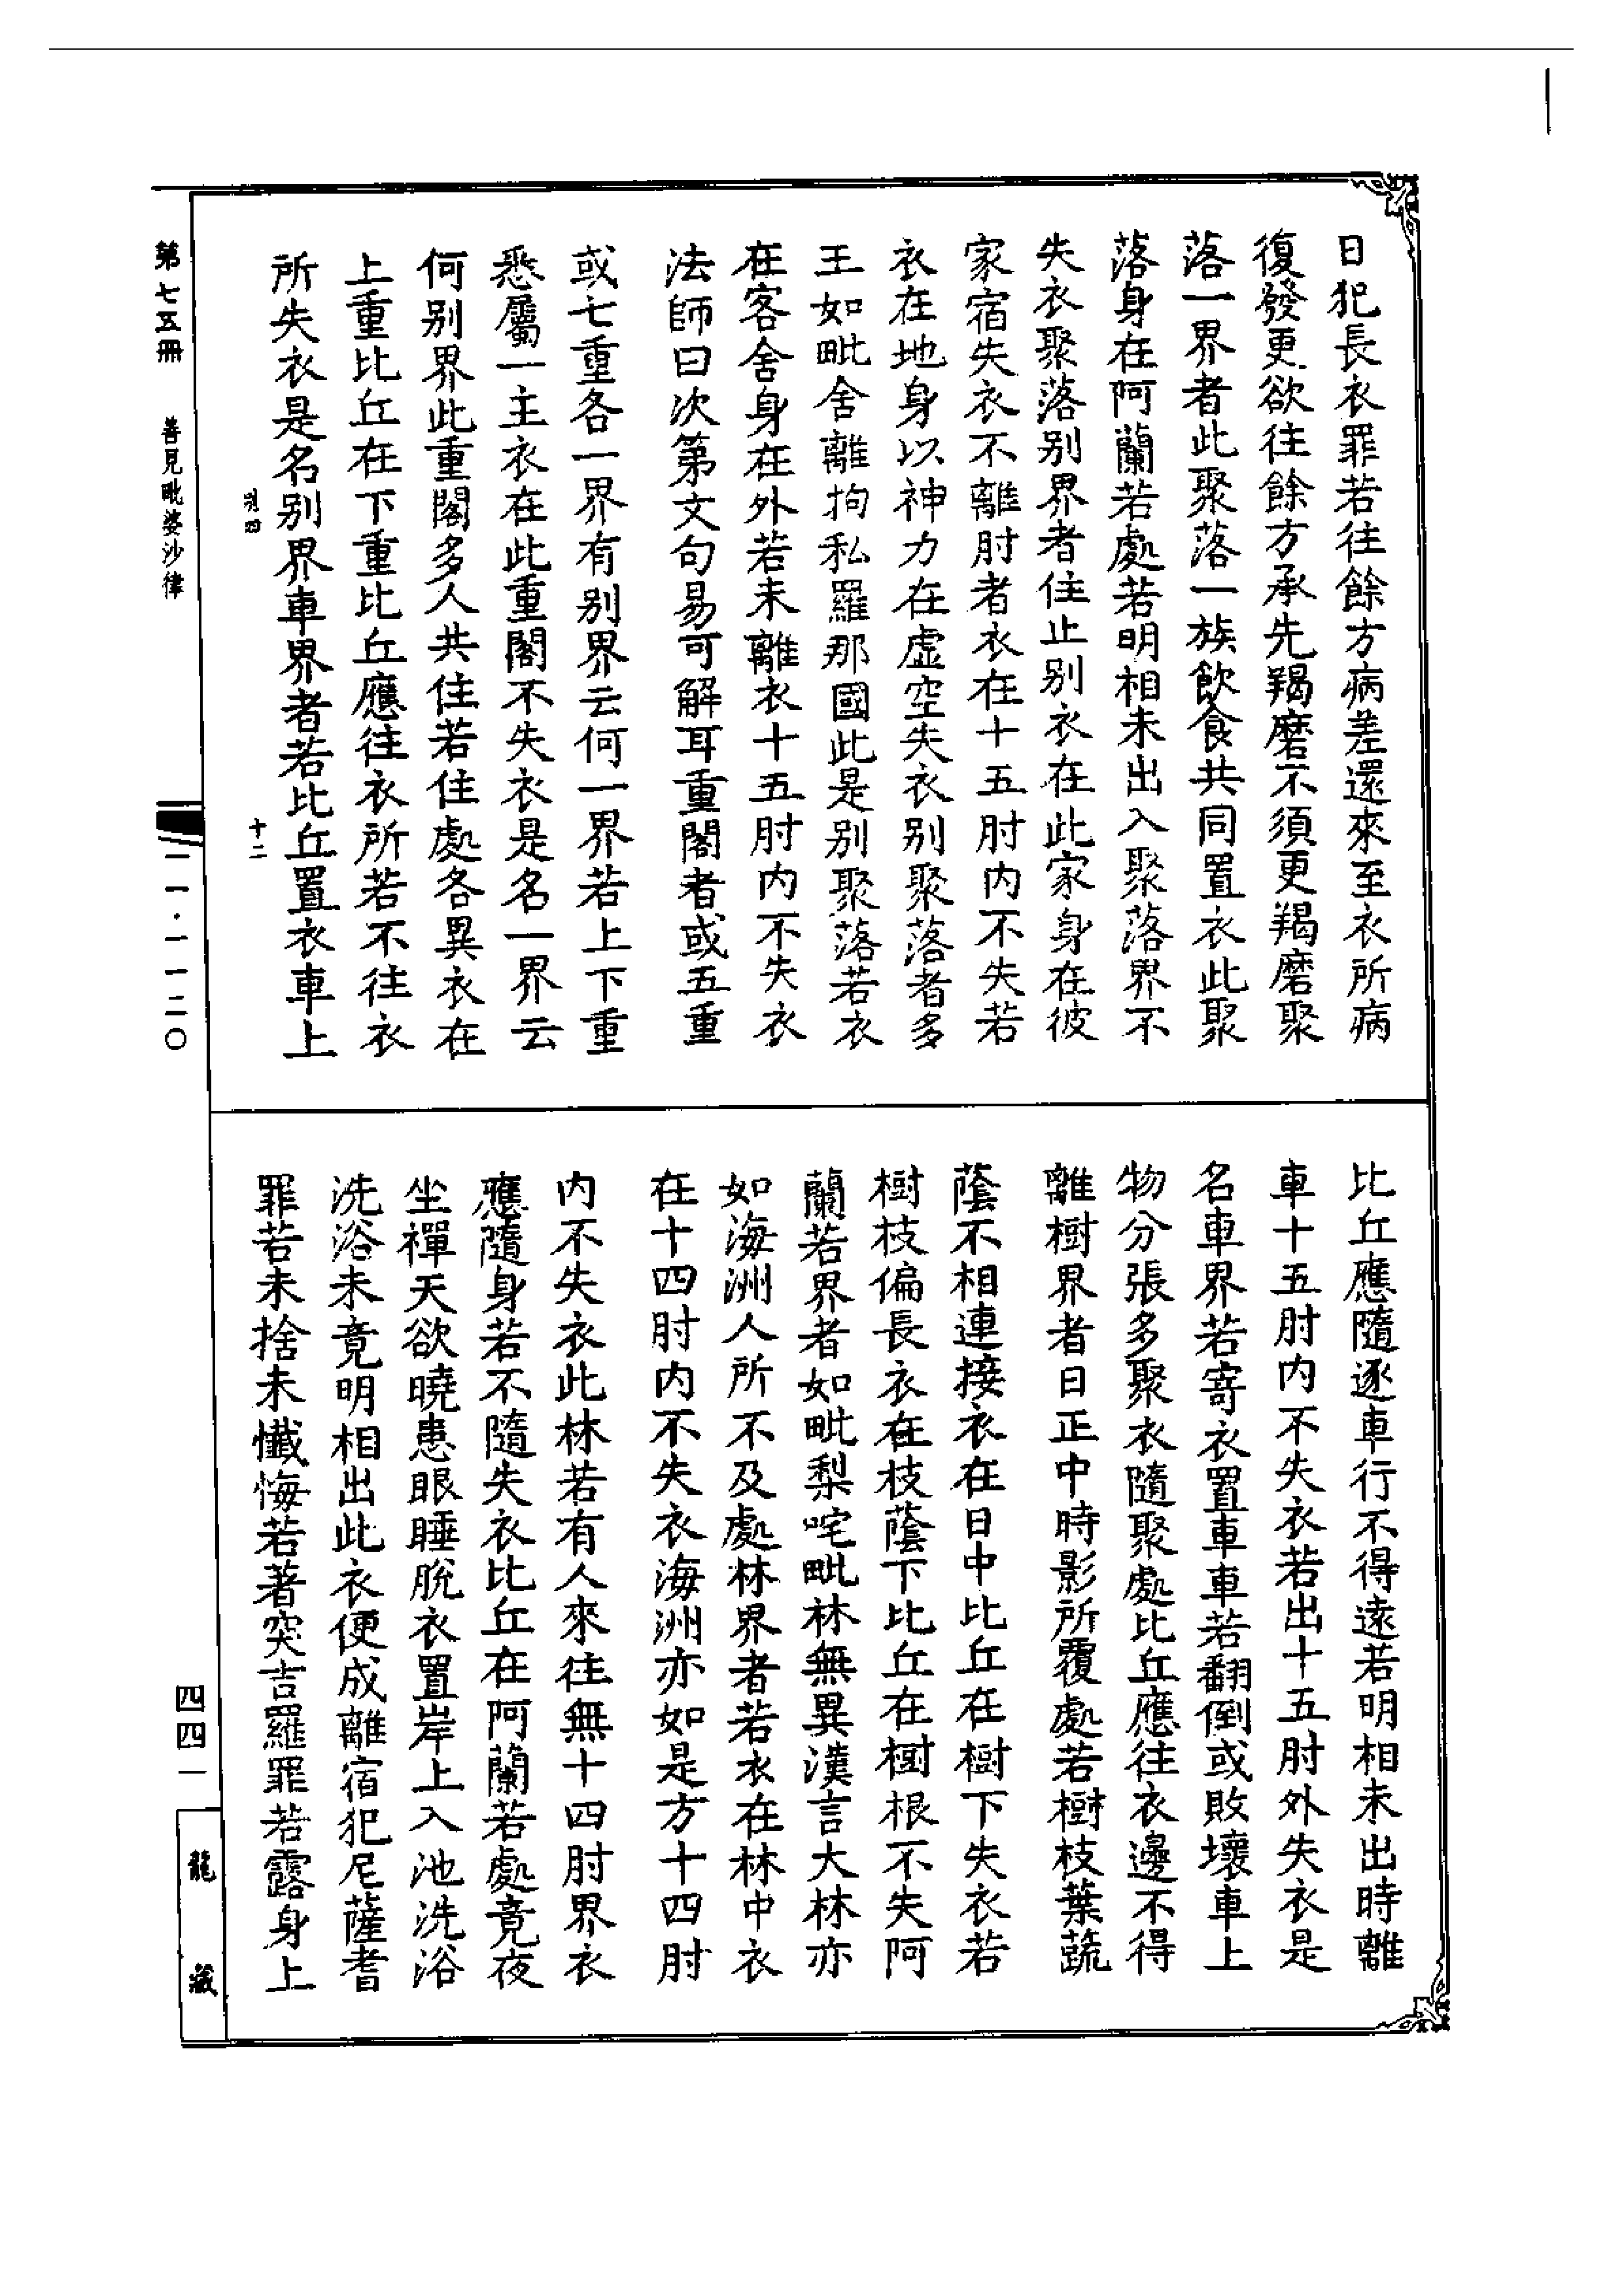 日犯長衣罪若往餘方病差還來至衣所病
復發更欲往餘方承先羯磨不須更羯磨聚
落一界者此聚落一族飲食共同置衣此聚
落身在阿蘭若處若明相未出入聚落界不
失衣聚落别界者住止别衣在此家身在彼
家宿失衣不離肘者衣在十五肘内不失若
衣在地身以神力在虛空失衣别聚落者多
王如毗舍離拘私羅那國此是别聚落若衣
在客舍身在外若未離衣十五肘内不失衣
法師曰次第文句易可解耳重閣者或五重
或七重各一界有别界云何一界若上下重
悉屬一主衣在此重閣不失衣是名一界云
何别界此重閣多人共住若住處各異衣在
上重比丘在下重比丘應往衣所若不往衣
所失衣是名别界車界者若比丘置衣車上
十二
第七五冊
善見毗婆沙律
一一·一一二〇
比丘應隨逐車行不得遠若明相未出時離
車十五肘内不失衣若出十五肘外失衣是
名車界若寄衣置車車若翻倒或敗壞車上
物分張多聚衣隨聚處比丘應往衣邊不得
離樹界者日正中時影所覆處若樹枝葉蔬
蔭不相連接衣在日中比丘在樹下失衣若
樹枝偏長衣在枝蔭下比丘在樹根不失阿
蘭若界者如毗梨咤毗林無異漢言大林亦
如海洲人所不及處林界者若衣在林中衣
在十四肘内不失衣海洲亦如是方十四肘
内不失衣此林若有人來往無十四肘界衣
應隨身若不隨失衣比丘在阿蘭若處竟夜
坐禪天欲曉患眼睡脫衣置岸上入池洗浴
洗浴未竟明相出此衣便成離宿犯尼薩耆
罪若未捨未懺悔若著突吉羅罪若露身上
四四一
龍藏